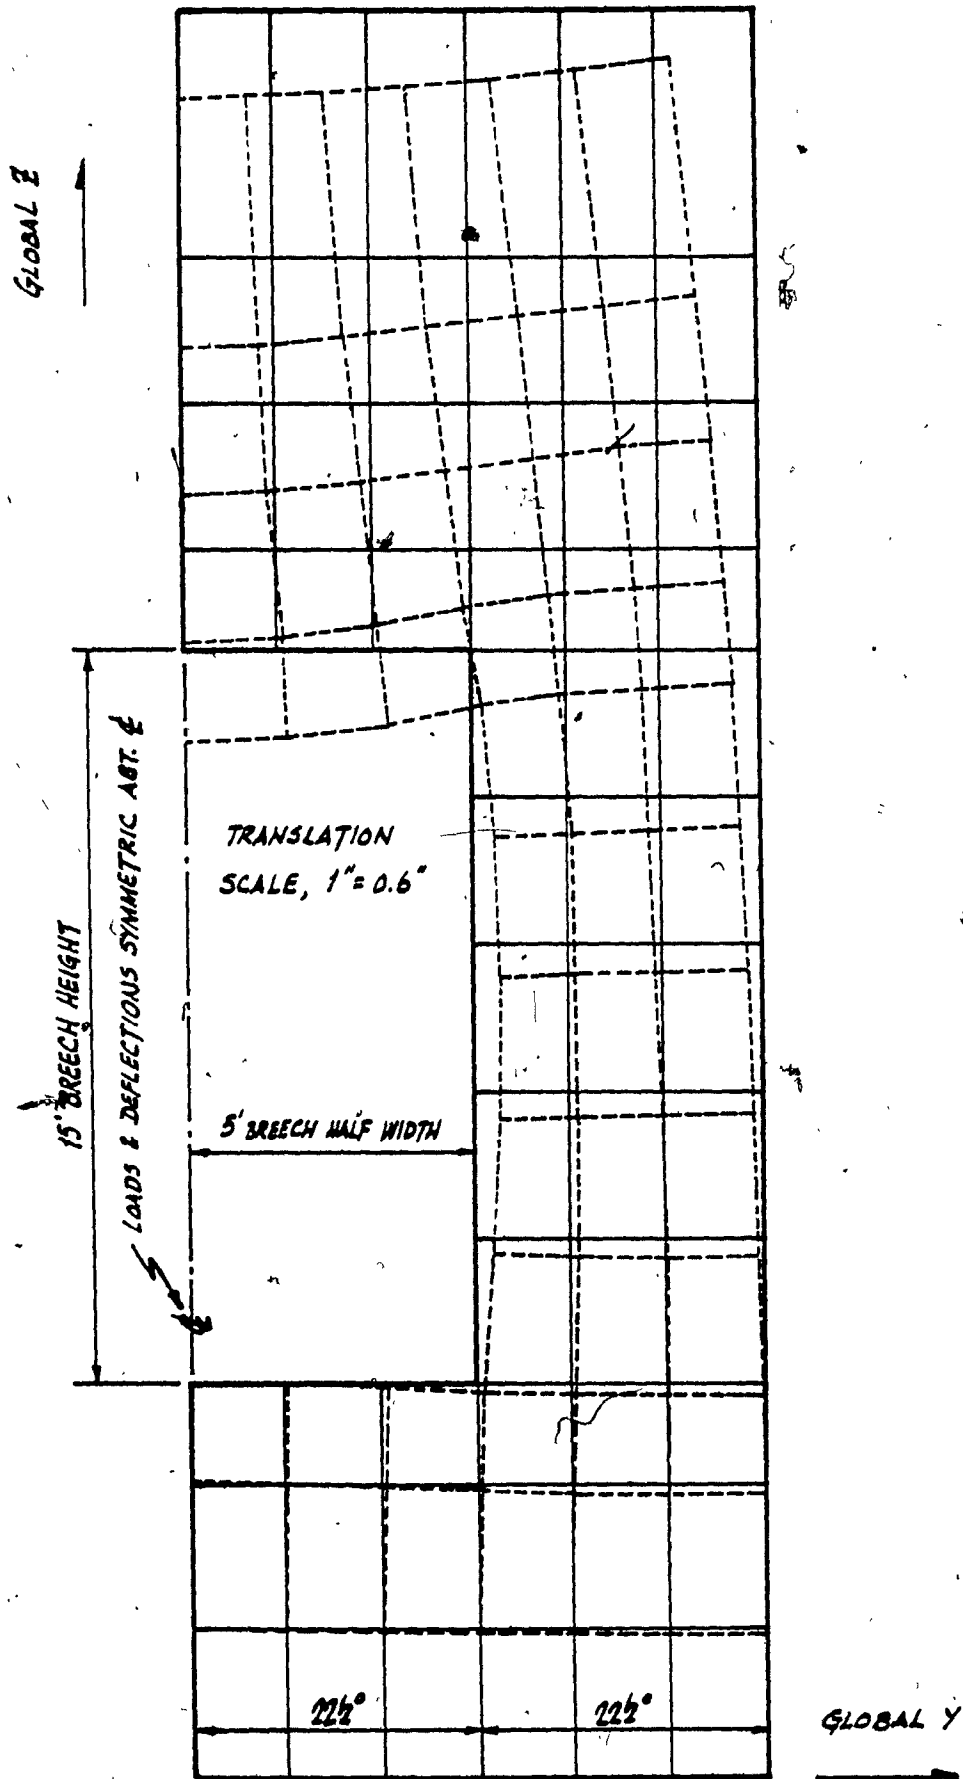 GLOBAL Z
15' BREECH HEIGHT
LOADS & DEFLECTIONS SYMMETRIC ABT. ℄
TRANSLATION
SCALE, 1"= 0.6"
5' BREECH HALF WIDTH
℄
22½°
22½°
GLOBAL Y